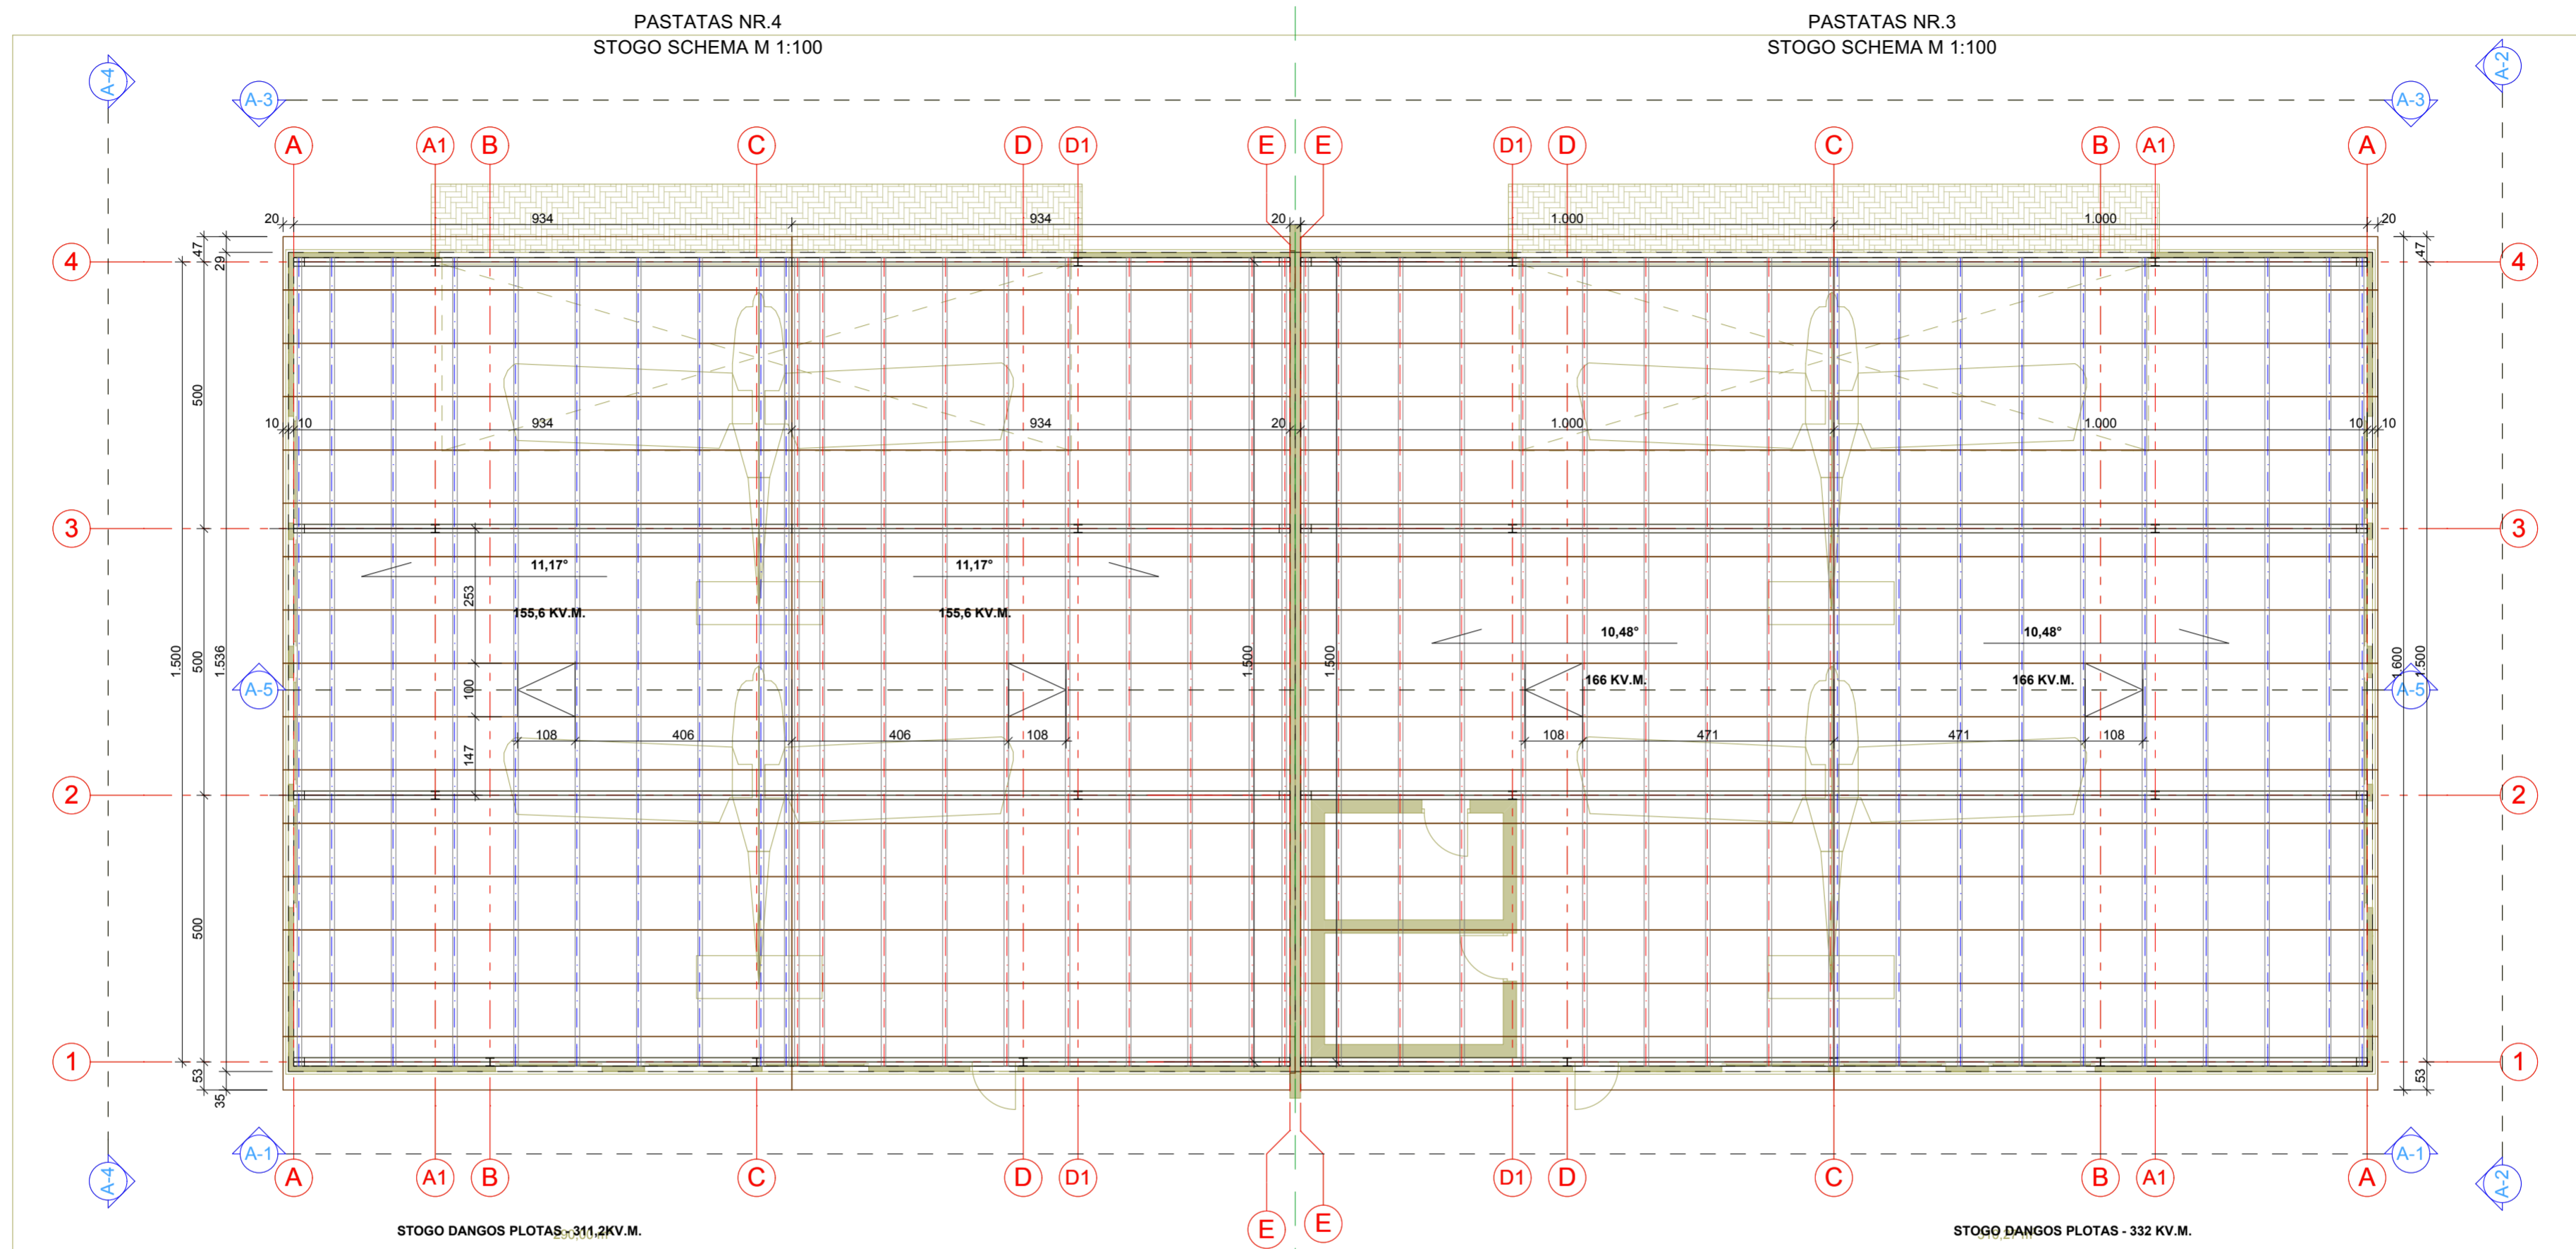 PASTATAS NR.4
STOGO SCHEMA M 1:100
PASTATAS NR.3
STOGO SCHEMA M 1:100
A-4
A-2
A-3
A-3
A A1 B C D D1 E E D1 D C B A1 A
20 934 934 20 1.000 1.000 20
47
29
47
4
4
500
10 10 934 934 20 1.000 1.000 10 10
3
3
11,17°
11,17°
253
155,6 KV.M.
155,6 KV.M.
10,48°
10,48°
1.500
500
1.536
1.500
1.500
1.600
1.500
166 KV.M.
166 KV.M.
A-5
A-5
100
108 406 406 108 108 471 471 108
147
2
2
500
1
1
53
35
53
A-1
A-1
A-4
A-2
A A1 B C D D1 E E D1 D C B A1 A
STOGO DANGOS PLOTAS - 311,2KV.M.
STOGO DANGOS PLOTAS - 332 KV.M.